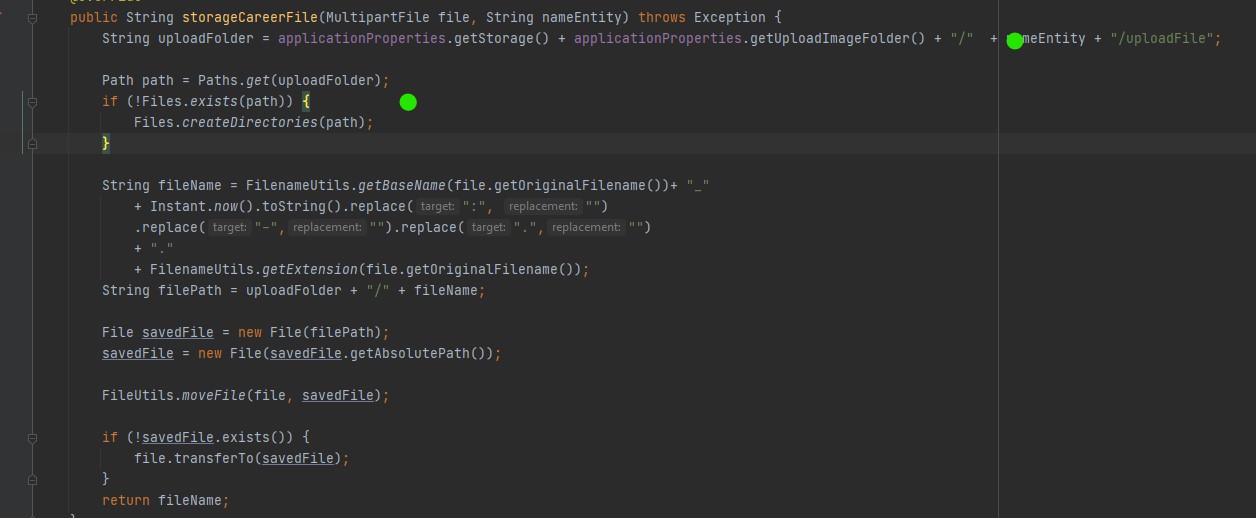 public String storageCareerFile(MultipartFile file, String nameEntity) throws Exception {
String uploadFolder = applicationProperties.getStorage() + applicationProperties.getUploadImageFolder() + "/"  + meEntity + "/uploadFile";
Path path = Paths.get(uploadFolder);
if (!Files.exists(path)) {
Files.createDirectories(path);
}
String fileName = FilenameUtils.getBaseName(file.getOriginalFilename())+ "_"
+ Instant.now().toString().replace( target: ":", replacement: "")
.replace( target: "-", replacement: "").replace( target: ".", replacement: "")
+ "."
+ FilenameUtils.getExtension(file.getOriginalFilename());
String filePath = uploadFolder + "/" + fileName;
File savedFile = new File(filePath);
savedFile = new File(savedFile.getAbsolutePath());
FileUtils.moveFile(file, savedFile);
if (!savedFile.exists()) {
file.transferTo(savedFile);
}
return fileName;